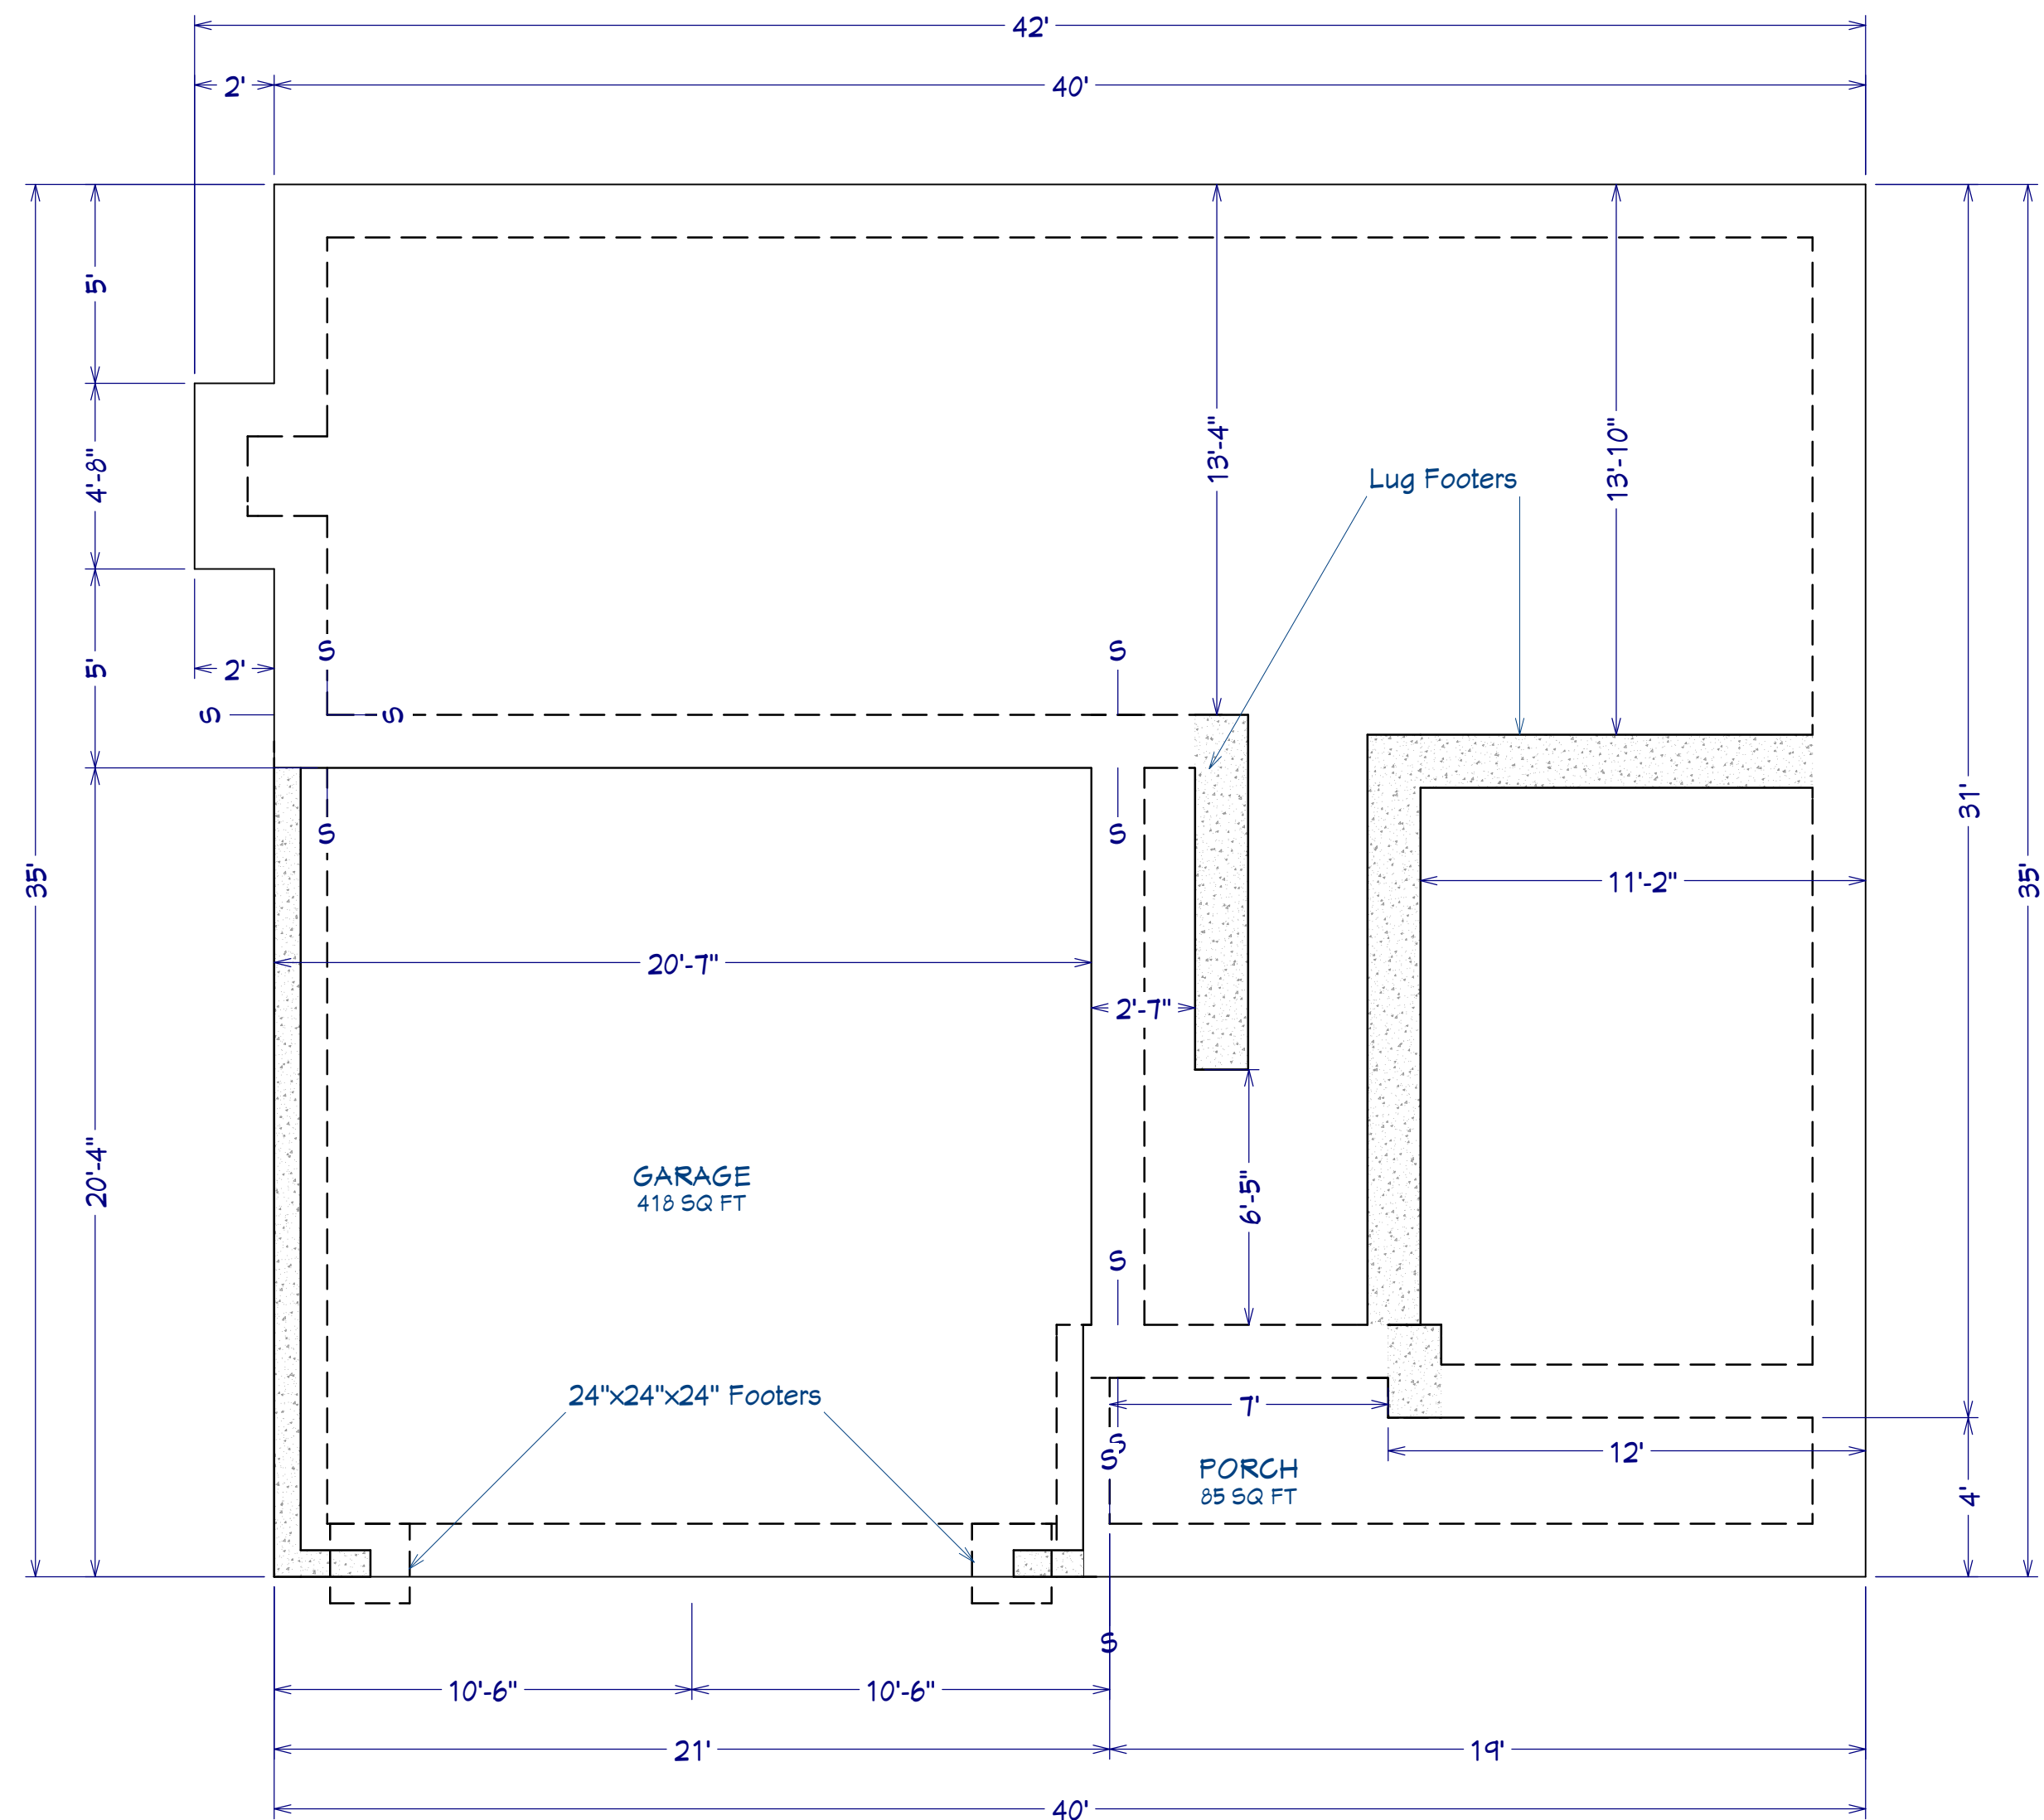 42'
2'
40'
5'
13'-4"
13'-10"
4'-8"
Lug Footers
S
S
5'
2'
S
S
31'
S
S
35'
35'
11'-2"
20'-7"
2'-7"
20'-4"
GARAGE
418 SQ FT
6'-5"
S
24"x24"x24" Footers
7'
S
S
12'
PORCH
85 SQ FT
4'
S
10'-6"
10'-6"
21'
19'
40'